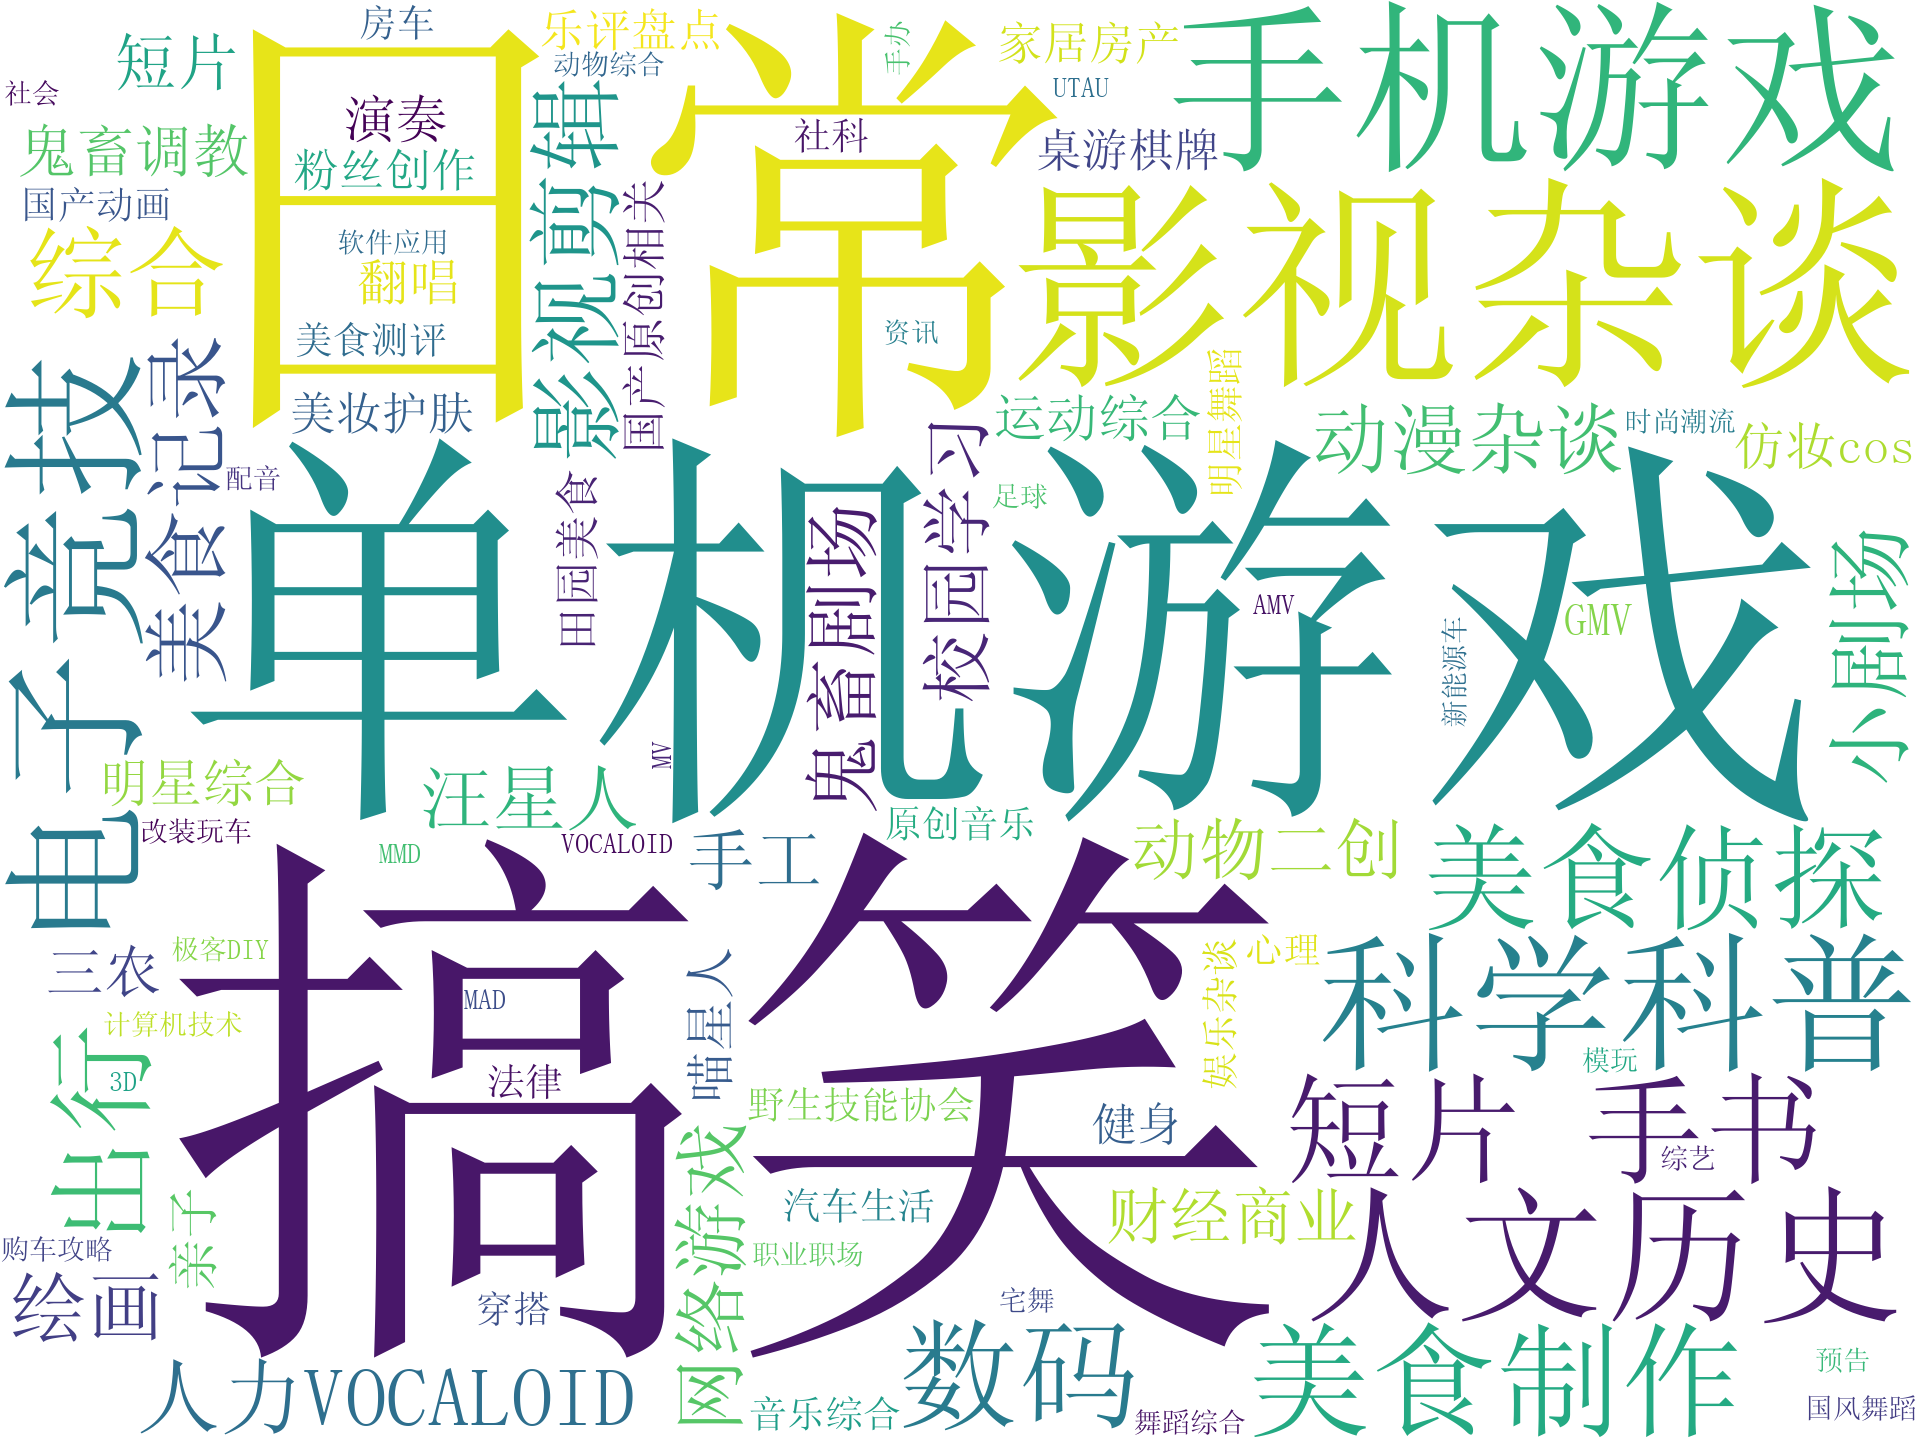 房车
乐评盘点
手办
家居房产
手机游戏
短片
日常
动物综合
UTAU
社会
演奏
影视剪辑
社科
桌游棋牌
鬼畜调教
粉丝创作
国产原创相关
影视杂谈
国产动画
综合
软件应用
翻唱
美食测评
资讯
明星舞蹈
美食记录
电子竞技
美妆护肤
运动综合
动漫杂谈
时尚潮流
仿妆cos
配音
单机游戏
田园美食
鬼畜剧场
校园学习
足球
AMV
GMV
小剧场
新能源车
MV
明星综合
汪星人
改装玩车
MMD
VOCALOID
手工
原创音乐
动物二创
美食侦探
搞笑
三农
极客DIY
MAD
喵星人
娱乐杂谈
心理
科学科普
计算机技术
3D
法律
野生技能协会
健身
模玩
短片
手书
综艺
出行
亲子
网络游戏
汽车生活
财经商业
人文历史
购车攻略
职业职场
绘画
穿搭
宅舞
数码
美食制作
预告
人力VOCALOID
音乐综合
舞蹈综合
国风舞蹈